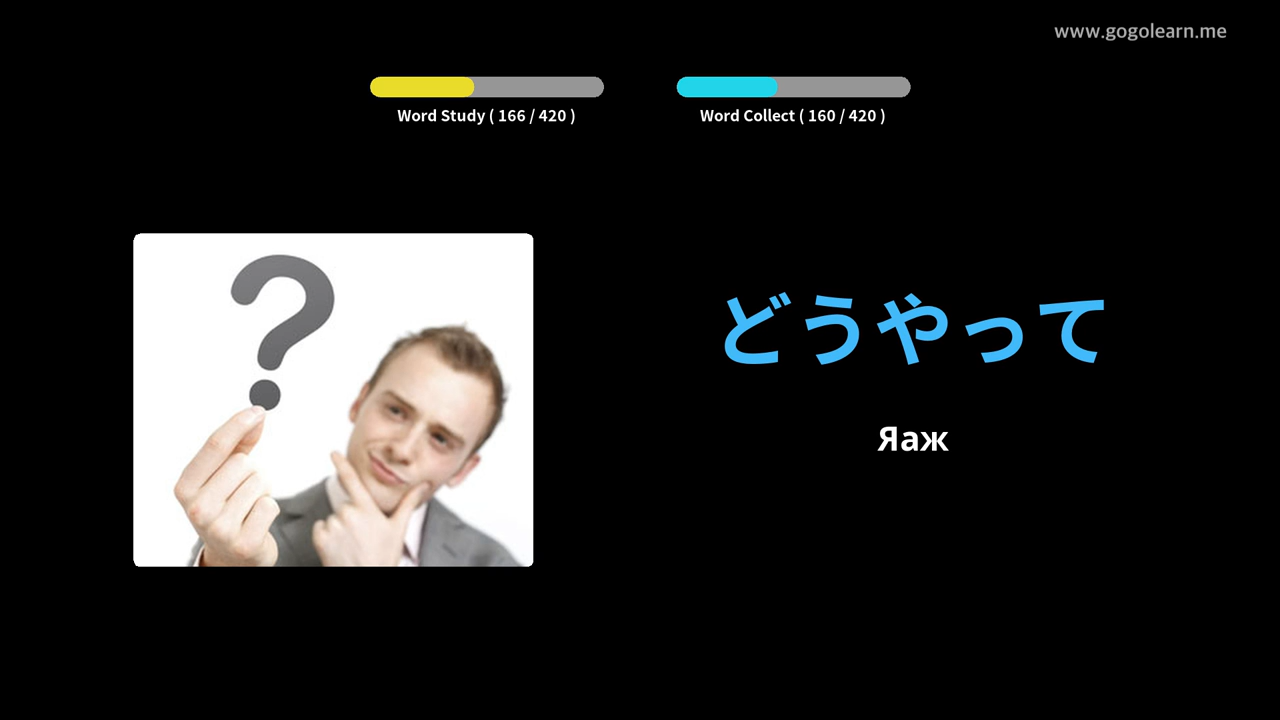 www.gogolearn.me
Word Study ( 166 / 420 )
Word Collect ( 160 / 420 )
?
どうやって
Яаж